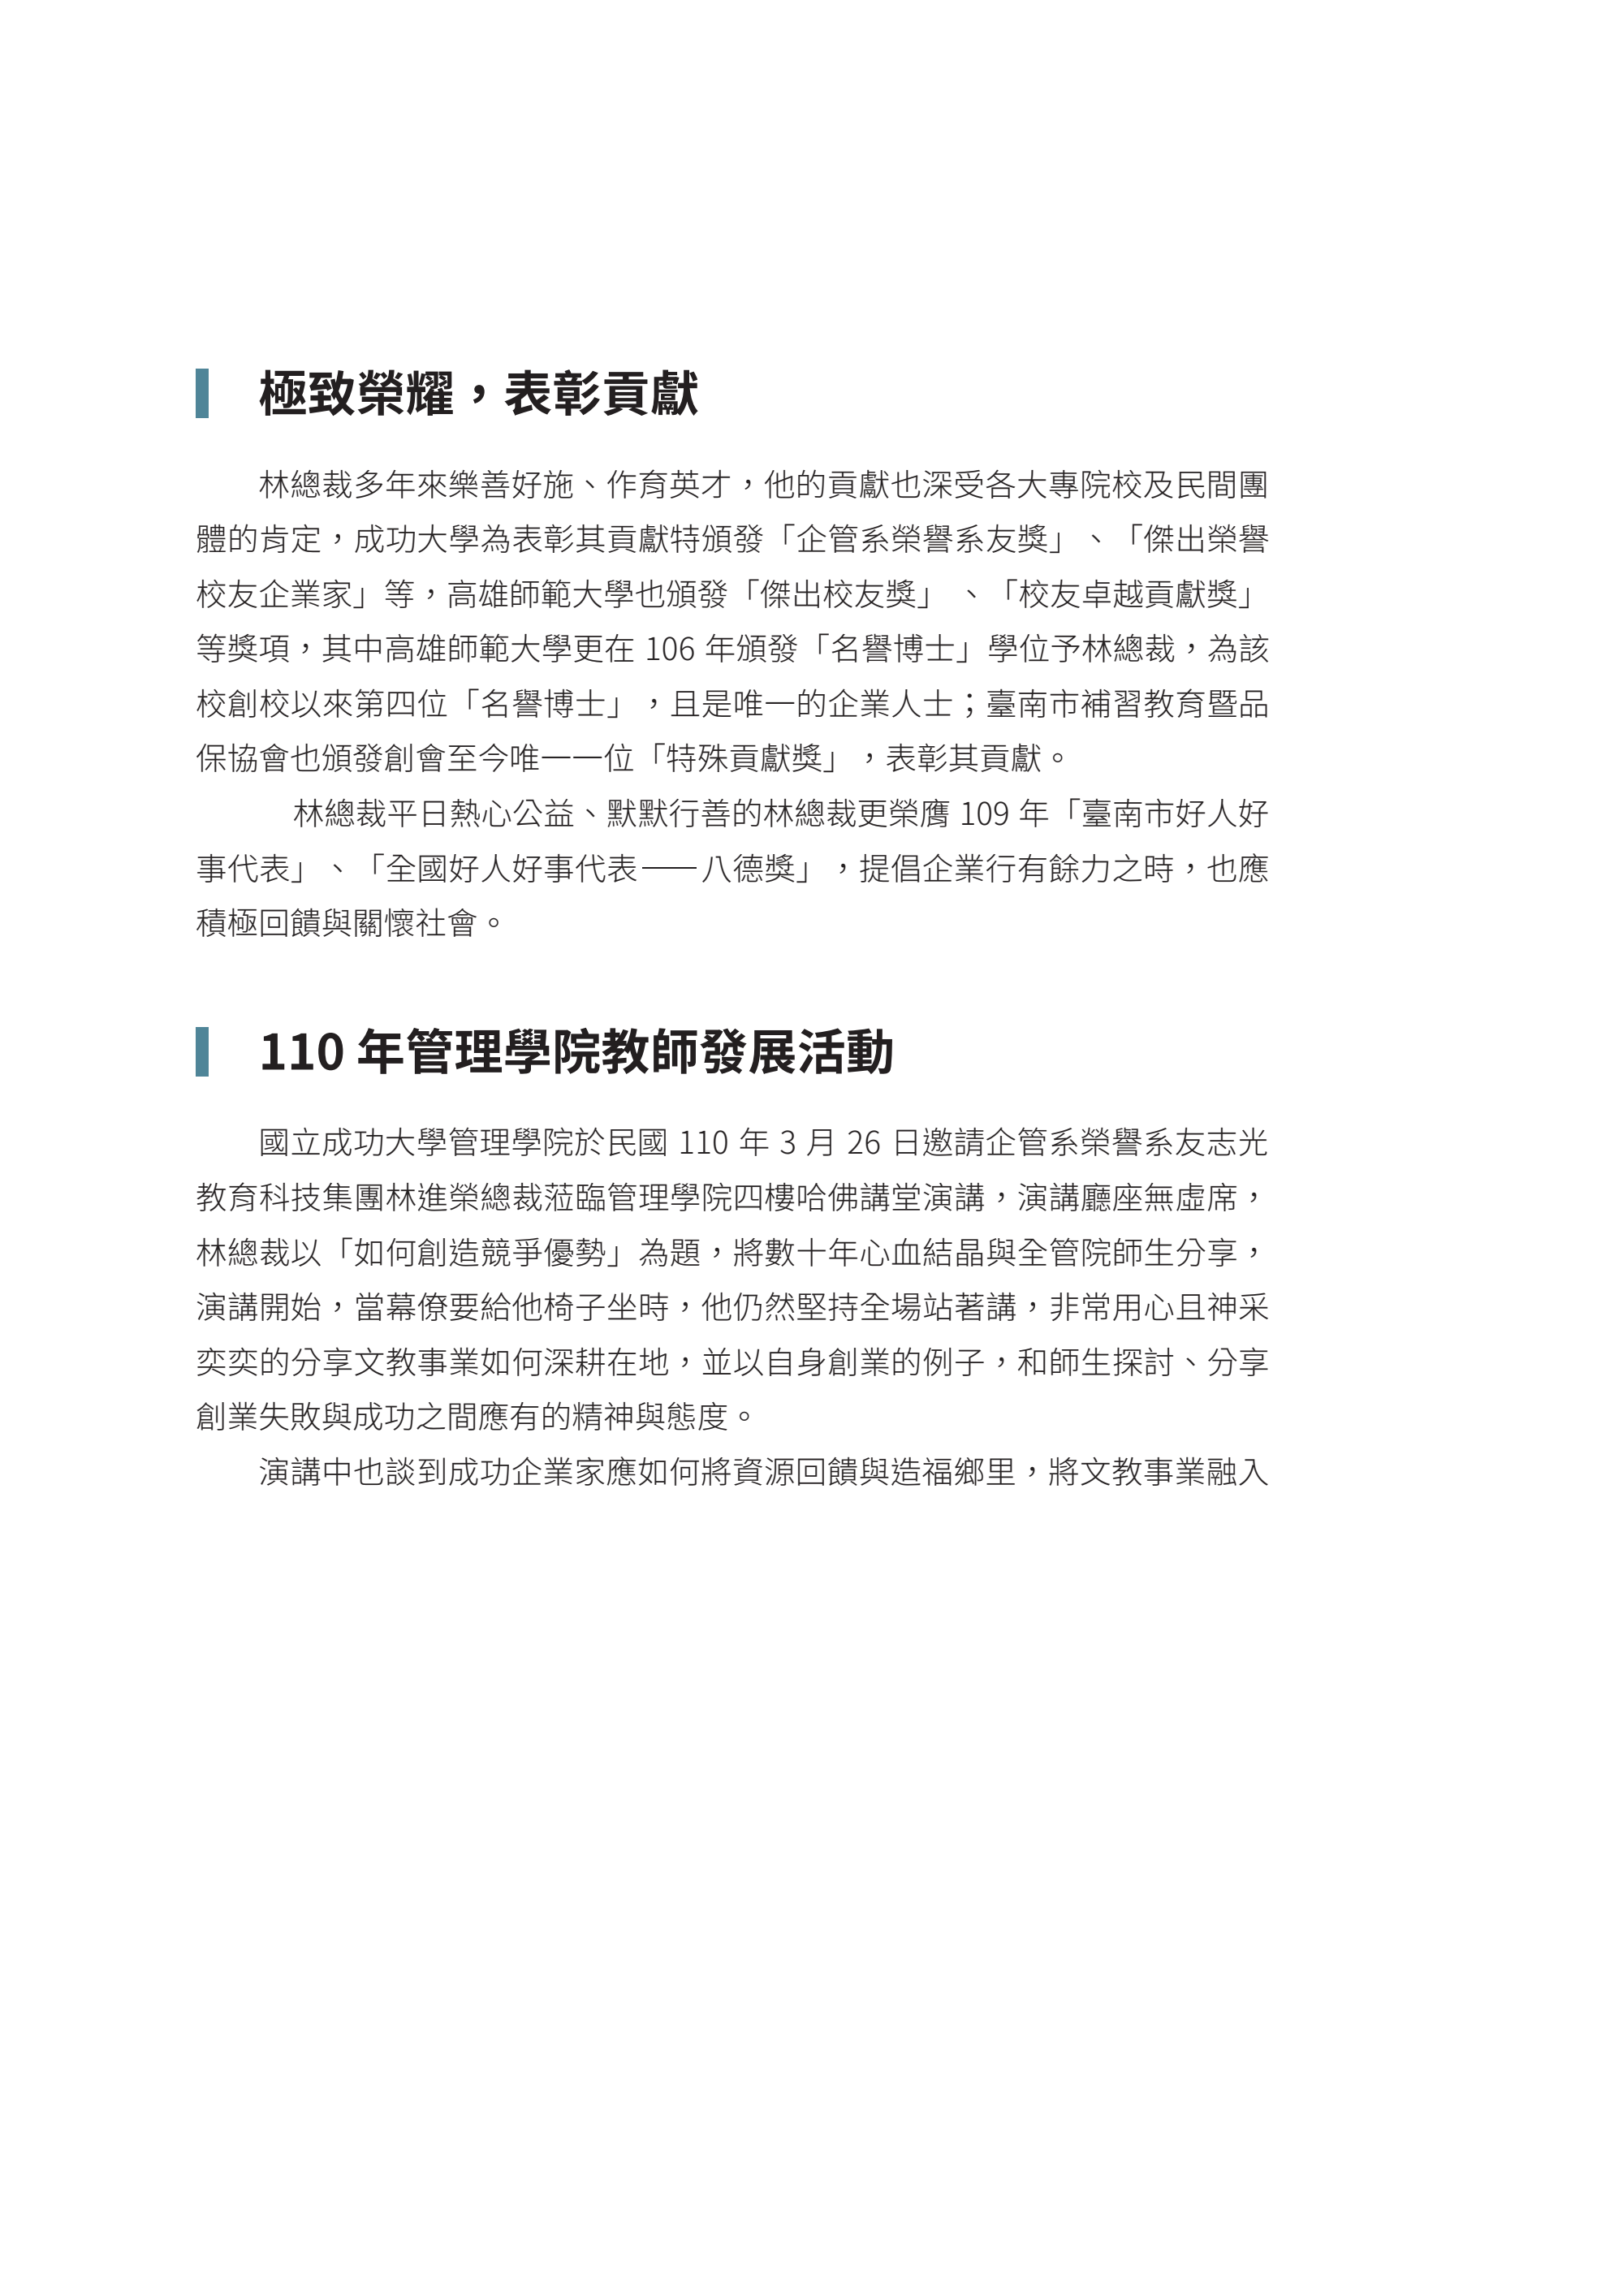 極致榮耀，表彰貢獻
林總裁多年來樂善好施、作育英才，他的貢獻也深受各大專院校及民間團
體的肯定，成功大學為表彰其貢獻特頒發「企管系榮譽系友獎」、「傑出榮譽
校友企業家」等，高雄師範大學也頒發「傑出校友獎」 、「校友卓越貢獻獎」
等獎項，其中高雄師範大學更在 106 年頒發「名譽博士」學位予林總裁，為該
校創校以來第四位「名譽博士」，且是唯一的企業人士；臺南市補習教育暨品
保協會也頒發創會至今唯一一位「特殊貢獻獎」，表彰其貢獻。
林總裁平日熱心公益、默默行善的林總裁更榮膺 109 年「臺南市好人好
事代表」、「全國好人好事代表——八德獎」，提倡企業行有餘力之時，也應
積極回饋與關懷社會。
110 年管理學院教師發展活動
國立成功大學管理學院於民國 110 年 3 月 26 日邀請企管系榮譽系友志光
教育科技集團林進榮總裁蒞臨管理學院四樓哈佛講堂演講，演講廳座無虛席，
林總裁以「如何創造競爭優勢」為題，將數十年心血結晶與全管院師生分享，
演講開始，當幕僚要給他椅子坐時，他仍然堅持全場站著講，非常用心且神采
奕奕的分享文教事業如何深耕在地，並以自身創業的例子，和師生探討、分享
創業失敗與成功之間應有的精神與態度。
演講中也談到成功企業家應如何將資源回饋與造福鄉里，將文教事業融入